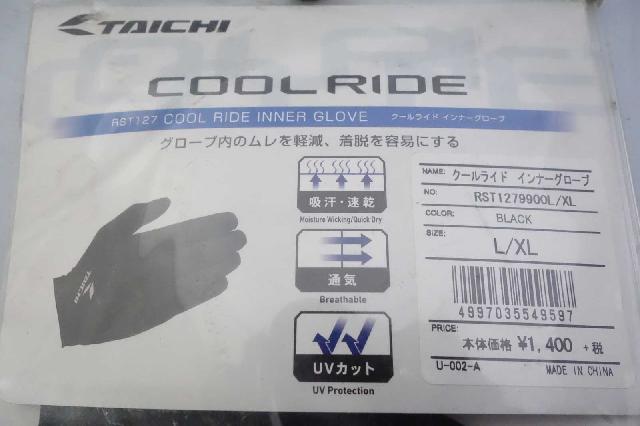 TAICHI
COOL RIDE
RST127 COOL RIDE INNER GLOVE クールライド インナーグローブ
グローブ内のムレを軽減、着脱を容易にする
吸汗・速乾
Moisture Wicking/Quick Dry
通気
Breathable
UVカット
UV Protection
TAICHI
NAME: クールライド インナーグローブ
NO: RST1279900L/XL
COLOR: BLACK
SIZE: L/XL
4997035549597
PRICE: 本体価格 ¥1,400 +税
U-002-A MADE IN CHINA